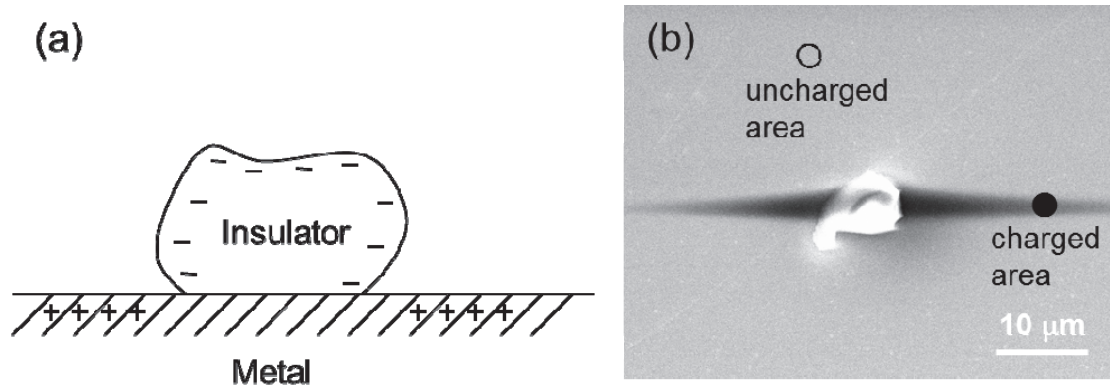 (a)
Insulator
+ + + +
+ + + +
Metal
(b)
uncharged
area
charged
area
10 μm